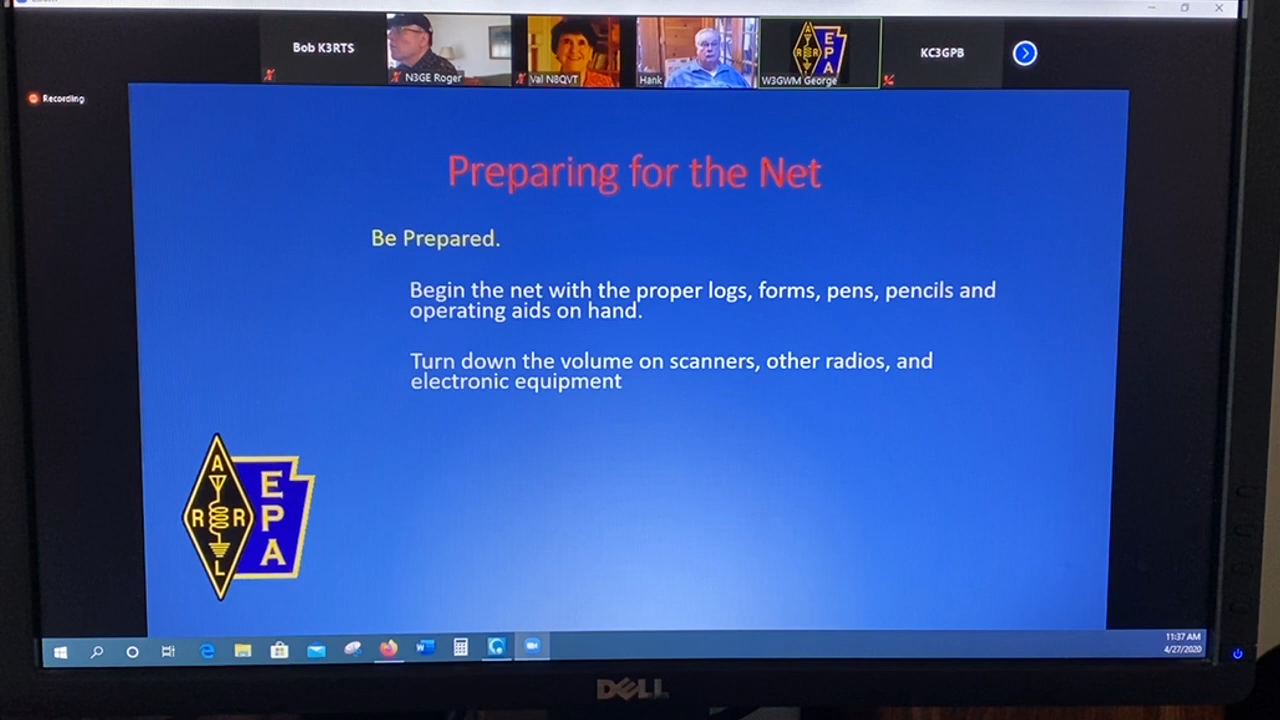 Zoom
Bob K3RTS
N3GE Roger
Val N8QVT
Hank
A
R R
L
E
P
A
W3GWM George
KC3GPB
Recording
Preparing for the Net
Be Prepared.
Begin the net with the proper logs, forms, pens, pencils and
operating aids on hand.
Turn down the volume on scanners, other radios, and
electronic equipment
A
R R
L
E
P
A
11:37 AM
4/27/2020
DELL